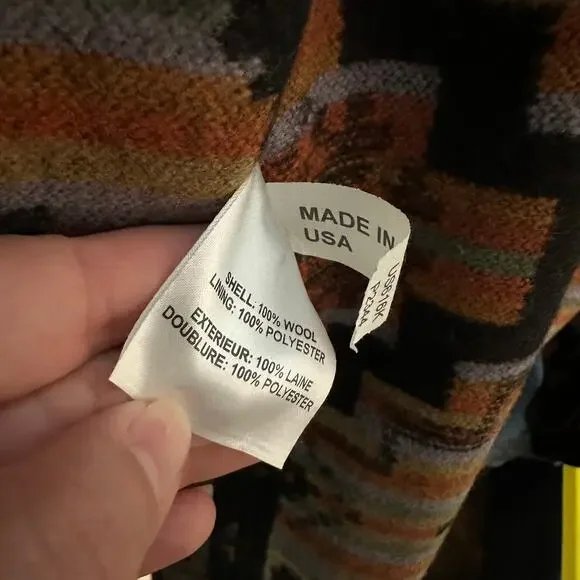 MADE IN
USA
SHELL: 100% WOOL
LINING: 100% POLYESTER
EXTERIEUR: 100% LAINE
DOUBLURE: 100% POLYESTER